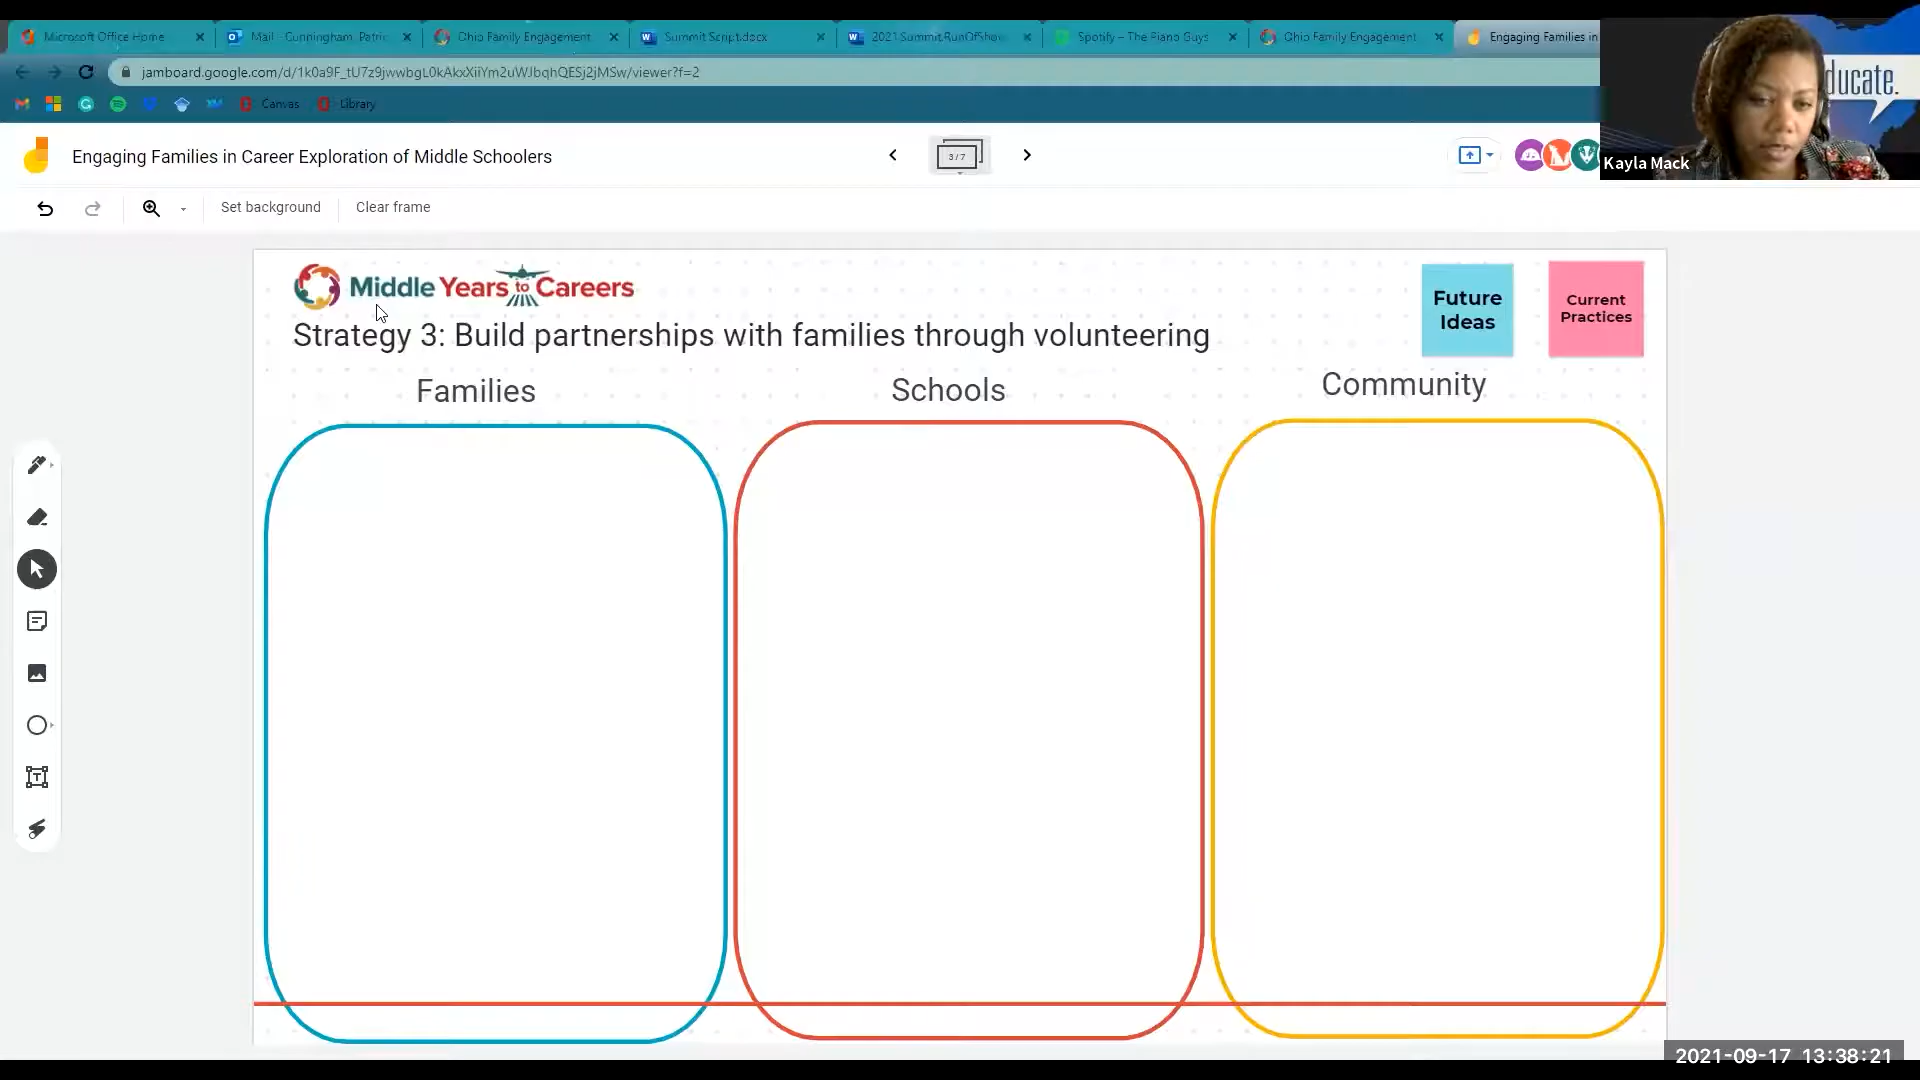 Microsoft Office Home
Mail - Cunningham, Patric
Ohio Family Engagement
Summit Script.docx
2021 Summit RunOfShow
Spotify – The Piano Guys
Ohio Family Engagement
Engaging Families in
jamboard.google.com/d/1k0a9F_tU7z9jwwbgL0kAkxXiiYm2uWJbqhQESj2jMSw/viewer?f=2
Canvas
Library
ducate.
Kayla Mack
Engaging Families in Career Exploration of Middle Schoolers
3 / 7
Set background
Clear frame
Middle Years to Careers
Future
Ideas
Current
Practices
Strategy 3: Build partnerships with families through volunteering
Families
Schools
Community
2021-09-17 13:38:21